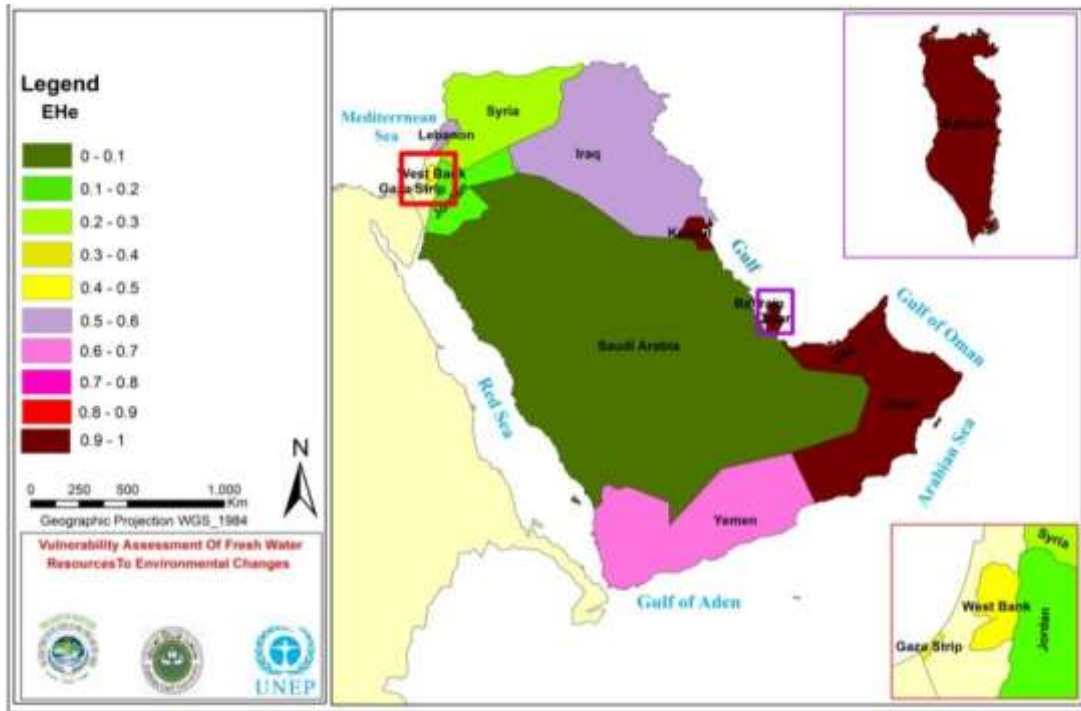 Legend
EHe
0 - 0.1
0.1 - 0.2
0.2 - 0.3
0.3 - 0.4
0.4 - 0.5
0.5 - 0.6
0.6 - 0.7
0.7 - 0.8
0.8 - 0.9
0.9 - 1
N
0 250 500 1,000
Km
Geographic Projection WGS_1984
Vulnerability Assessment Of Fresh Water
ResourcesTo Environmental Changes
UNEP
Mediterrnean
Sea
Syria
Lebanon
Iraq
West Bank
Gaza Strip
Gulf
Bahrain
Saudi Arabia
Gulf of Oman
Red Sea
Arabian Sea
Yemen
Gulf of Aden
Syria
West Bank
Gaza Strip
Jordan